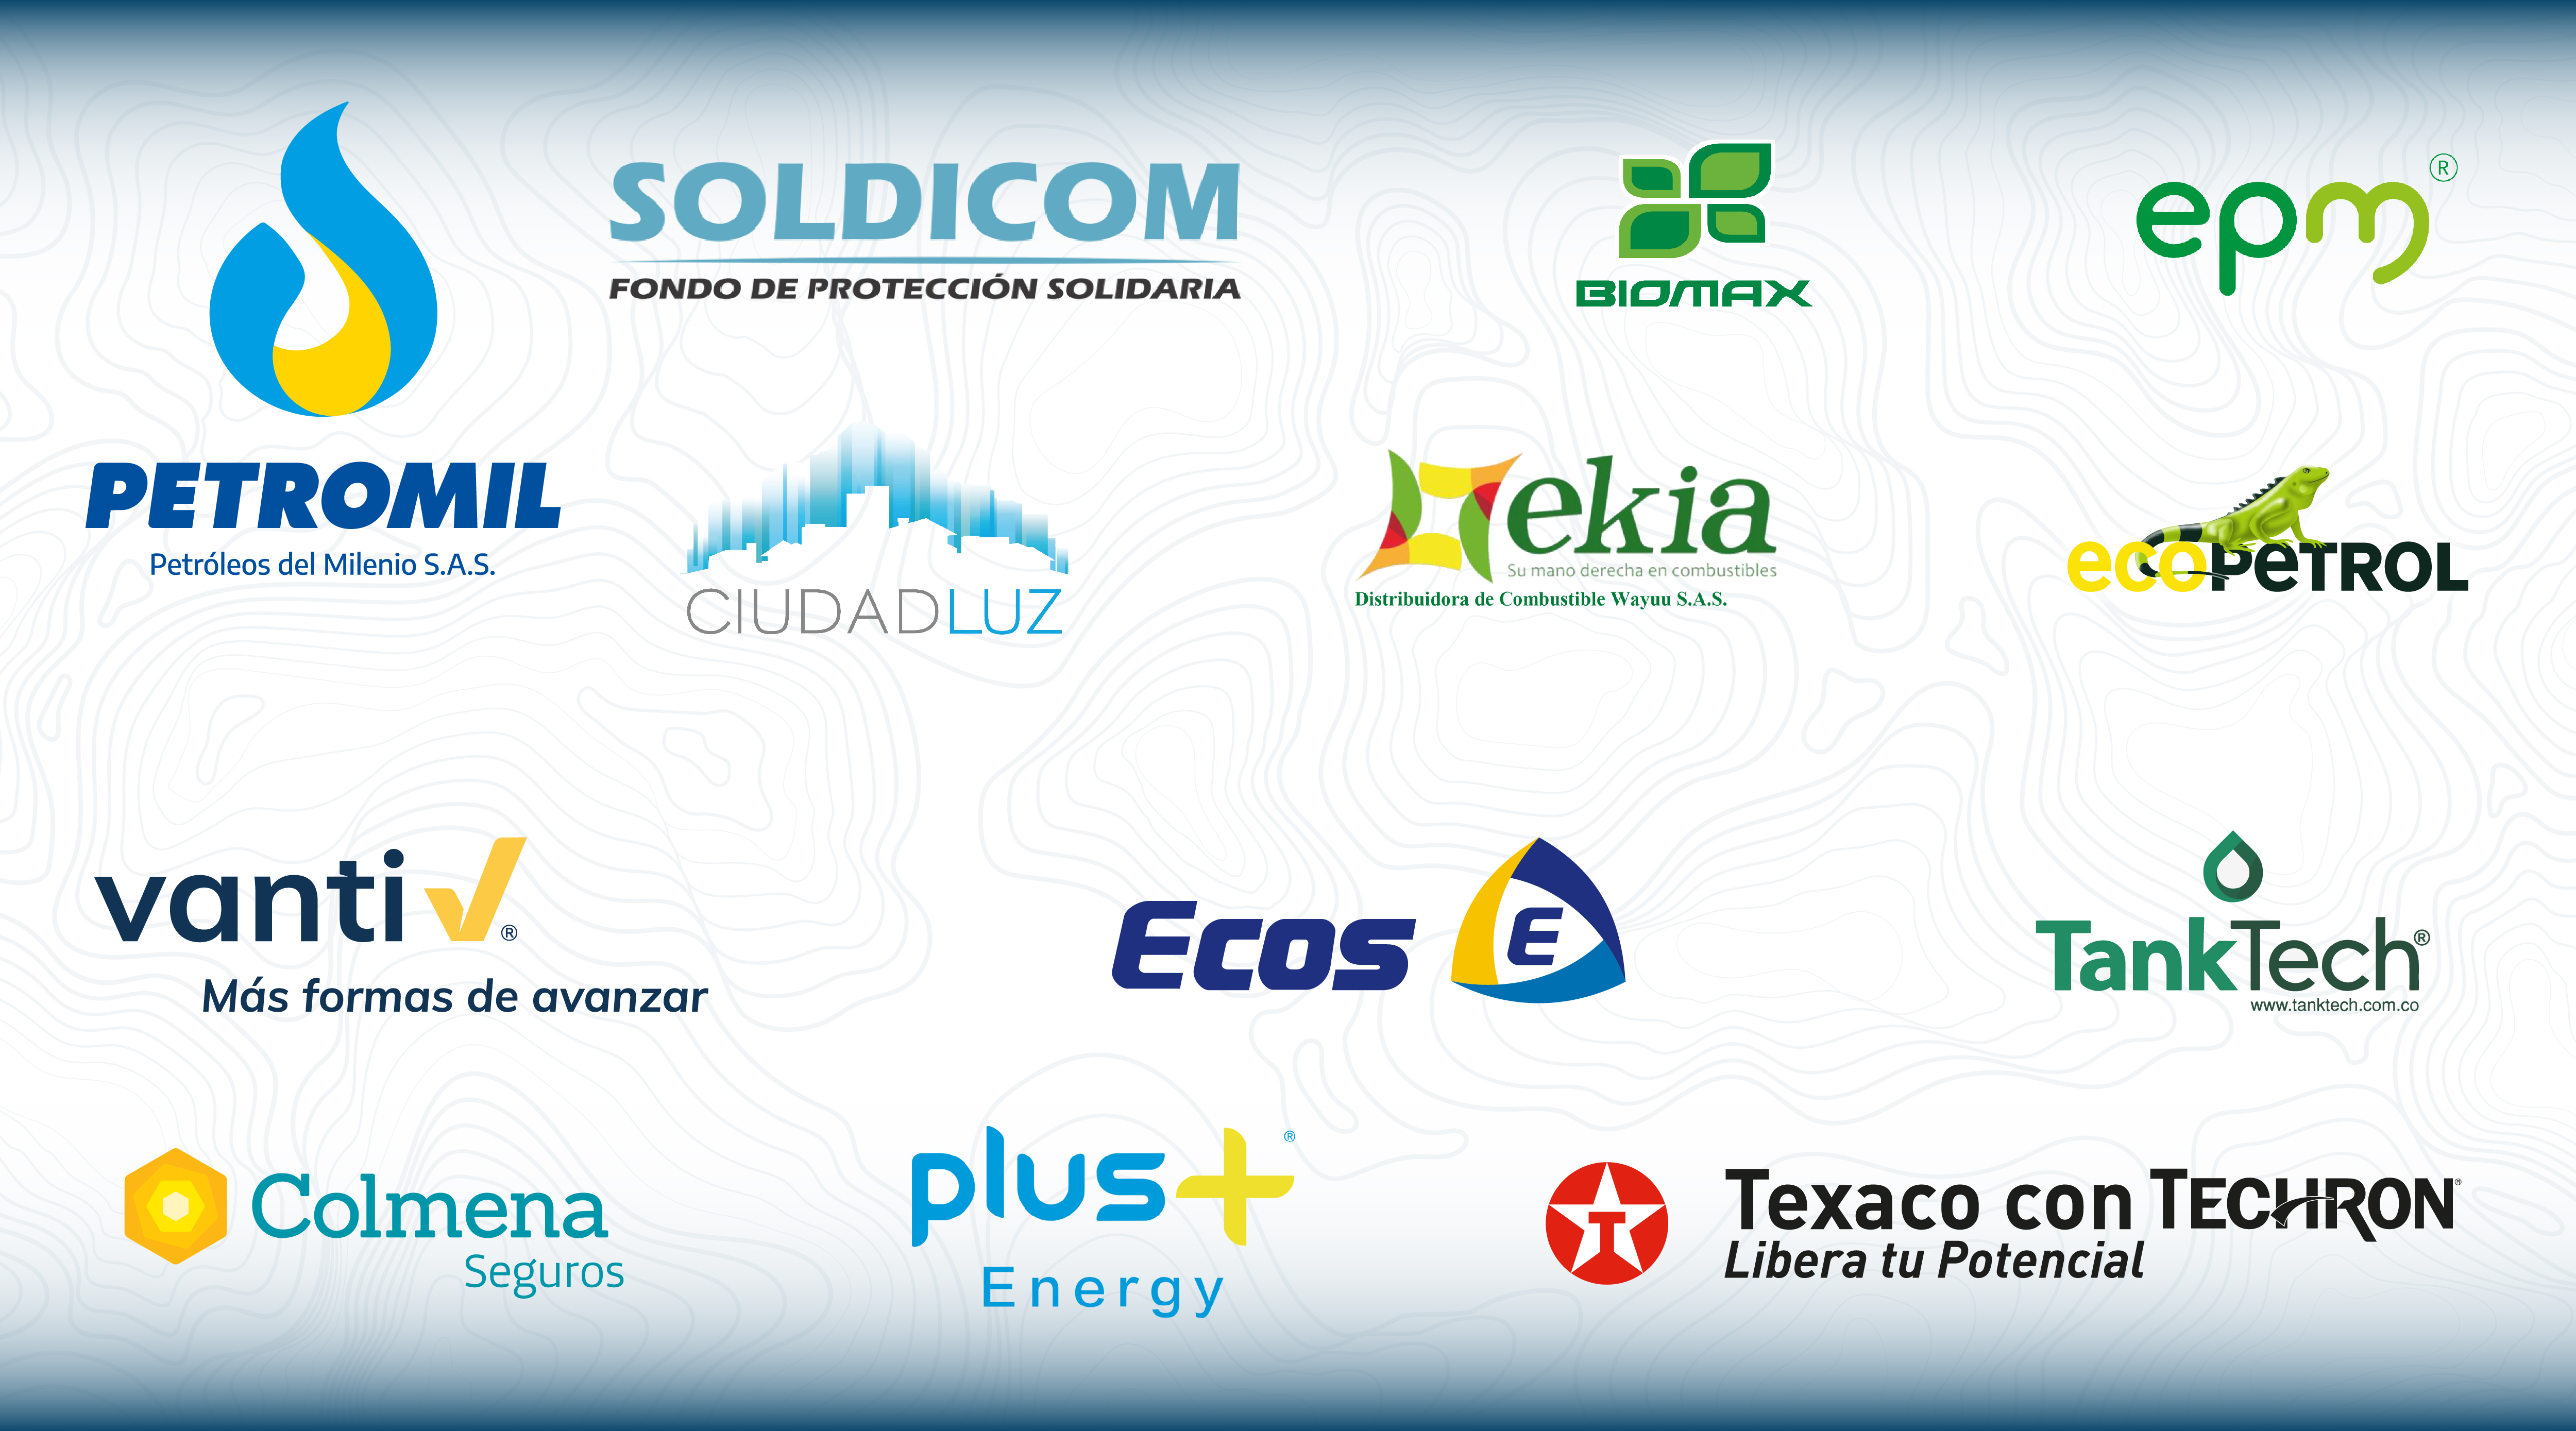 SOLDICOM
FONDO DE PROTECCIÓN SOLIDARIA
BIOMAX
epm®
PETROMIL
Petróleos del Milenio S.A.S.
CIUDADLUZ
ekia
Su mano derecha en combustibles
Distribuidora de Combustible Wayuu S.A.S.
ecopetrol
vanti®
Más formas de avanzar
Ecos E
TankTech®
www.tanktech.com.co
Colmena
Seguros
plus+®
Energy
T
Texaco con TECHRON®
Libera tu Potencial